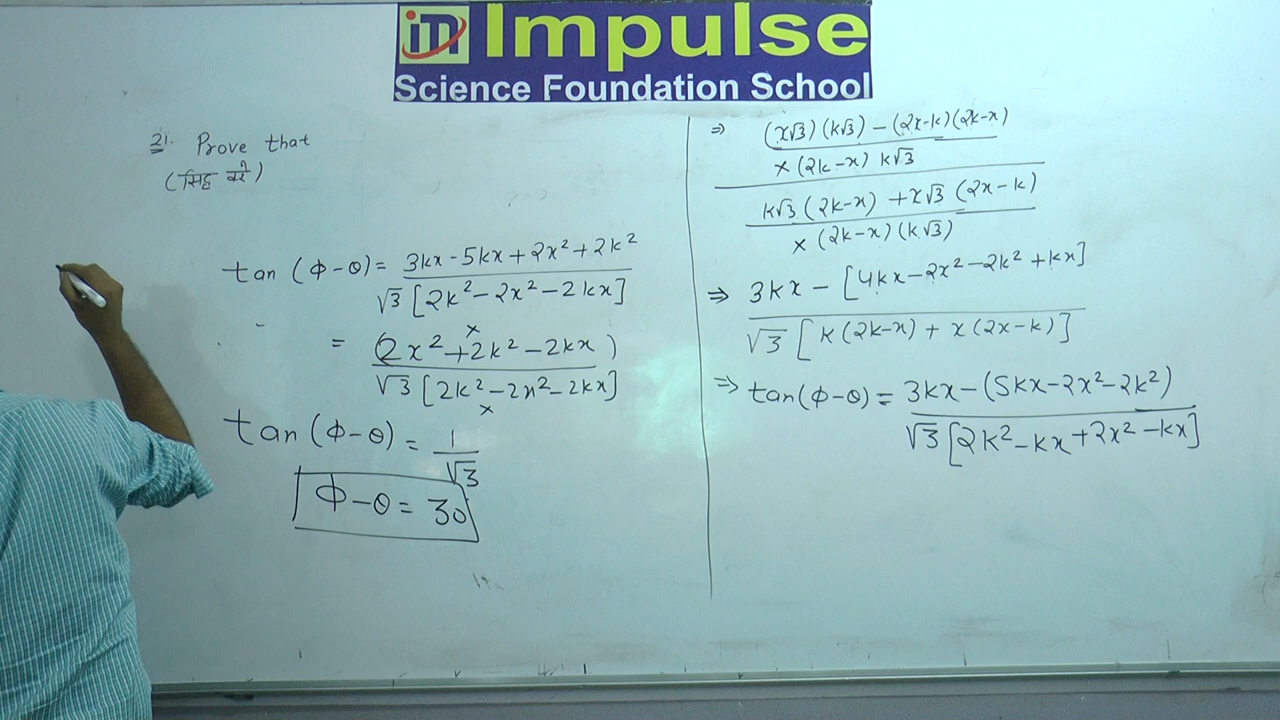 in Impulse
Science Foundation School
21. Prove that
(सिद्ध करे)
tan (Φ-θ) = 3kx - 5kx + 2x² + 2k²
√3 [2k² - 2x² - 2kx]
= (2x² + 2k² - 2kx)
√3 [2k² - 2x² - 2kx]
tan (Φ-θ) = 1
√3
Φ-θ = 30
⇒ (x√3) (k√3) - (2x-k)(2k-x)
x (2k-x) k√3
k√3 (2k-x) + x√3 (2x-k)
x (2k-x) (k√3)
⇒ 3kx - [4kx - 2x² - 2k² + kx]
√3 [k(2k-x) + x(2x-k)]
⇒ tan(Φ-θ) = 3kx - (5kx - 2x² - 2k²)
√3 [2k² - kx + 2x² - kx]